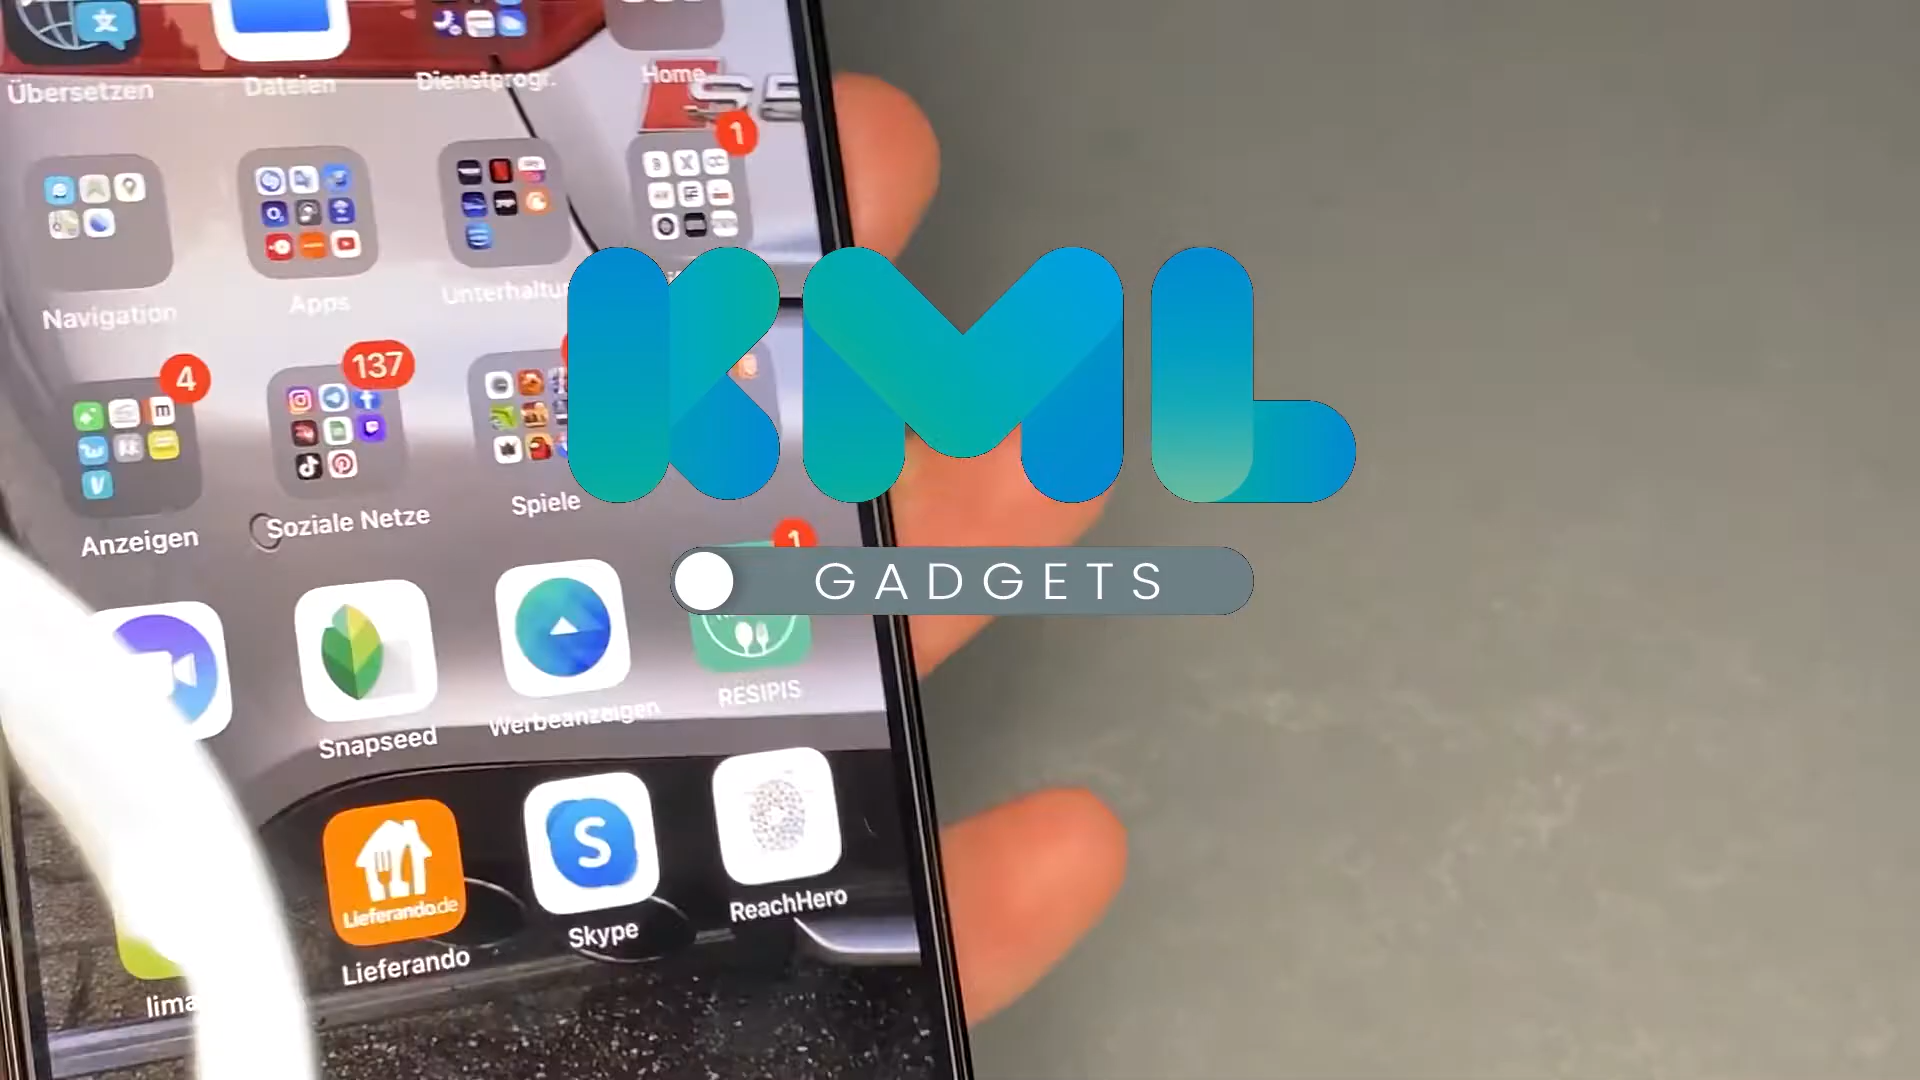 Übersetzen
Dateien
Dienstprogr.
Home
S5
1
Navigation
Apps
4
137
Anzeigen
Soziale Netze
Spiele
KML
GADGETS
1
Snapseed
Werbeanzeigen
RESIPIS
Lieferando.de
S
Lieferando
Skype
ReachHero